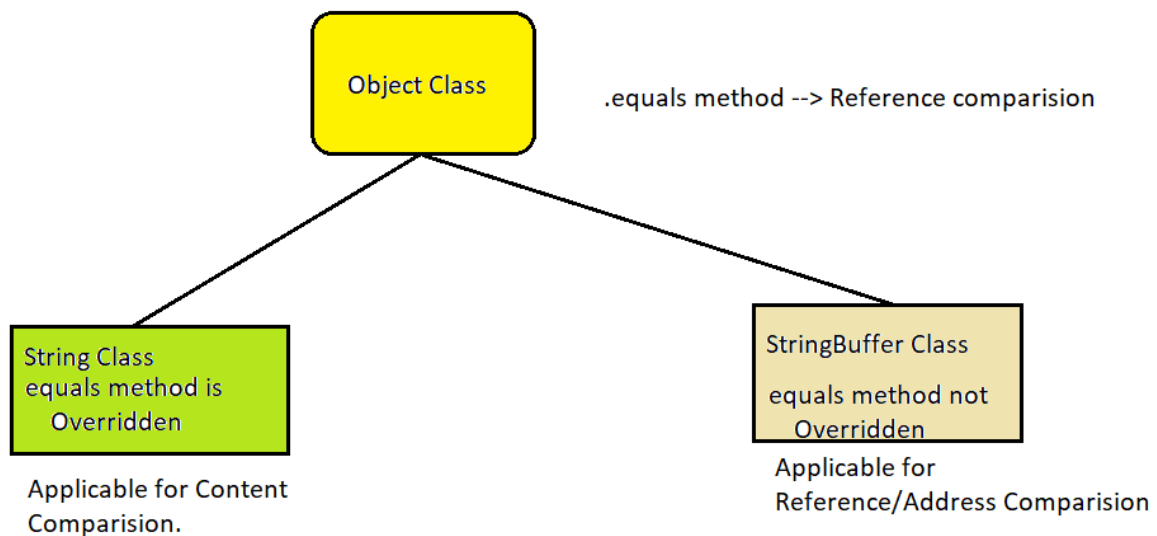 Object Class
.equals method --> Reference comparision
String Class
equals method is
Overridden
Applicable for Content
Comparision.
StringBuffer Class
equals method not
Overridden
Applicable for
Reference/Address Comparision